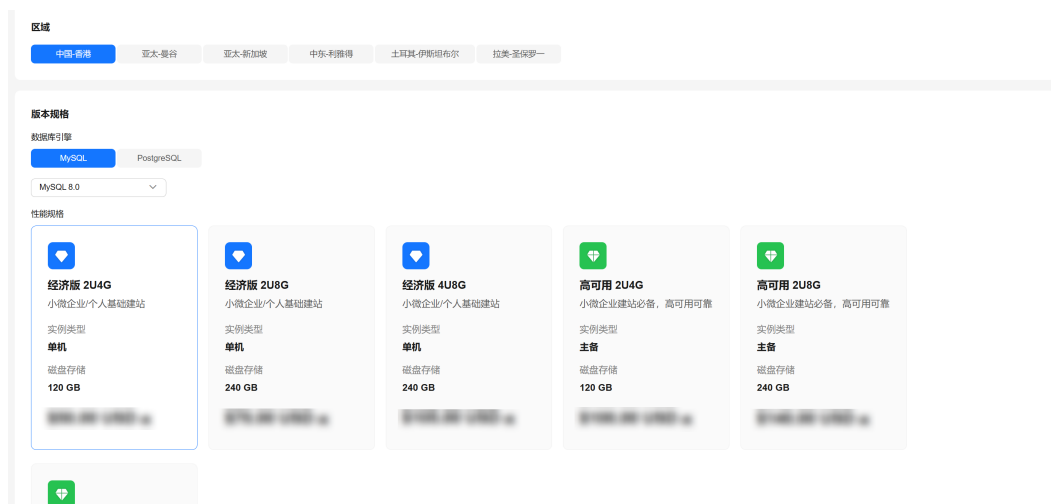 区域
中国-香港 亚太-曼谷 亚太-新加坡 中东-利雅得 土耳其-伊斯坦布尔 拉美-圣保罗一
版本规格
数据库引擎
MySQL PostgreSQL
MySQL 8.0
性能规格
经济版 2U4G
小微企业/个人基础建站
实例类型
单机
磁盘存储
120 GB
经济版 2U8G
小微企业/个人基础建站
实例类型
单机
磁盘存储
240 GB
经济版 4U8G
小微企业/个人基础建站
实例类型
单机
磁盘存储
240 GB
高可用 2U4G
小微企业建站必备，高可用可靠
实例类型
主备
磁盘存储
120 GB
高可用 2U8G
小微企业建站必备，高可用可靠
实例类型
主备
磁盘存储
240 GB